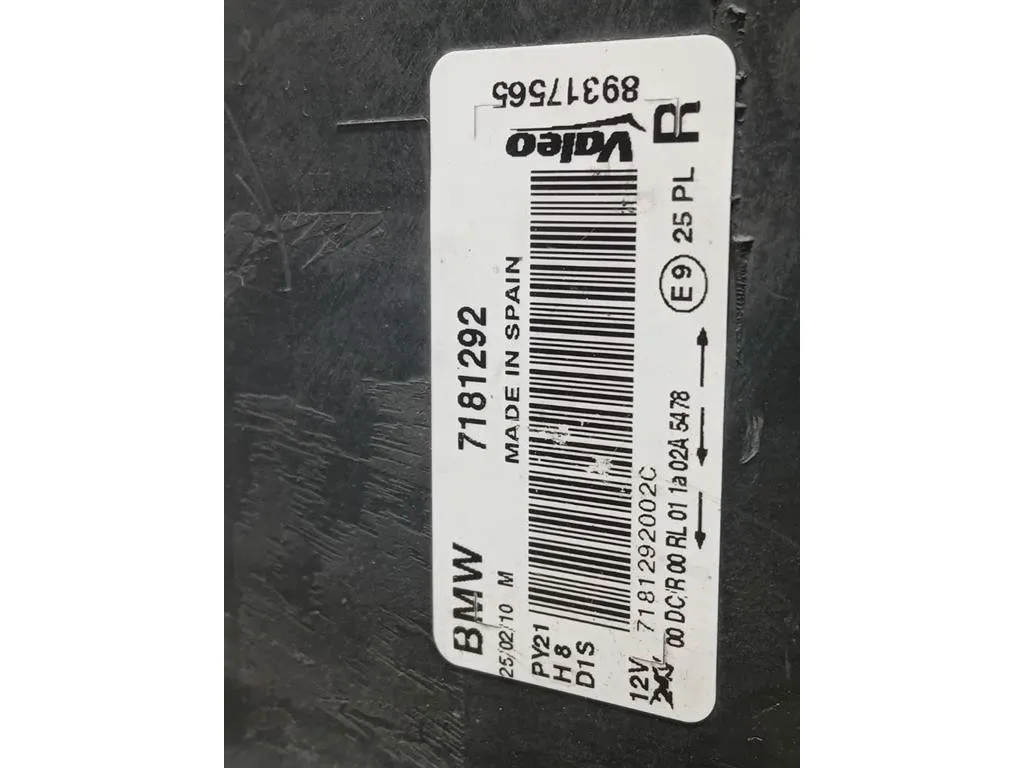 BMW 7181292
25/02/10 M MADE IN SPAIN
PY21
H8
D1S
Valeo
89317565
R
7181292002C
12V
00 DC/R 00 RL 01 1a 02A 5478
E9 25 PL